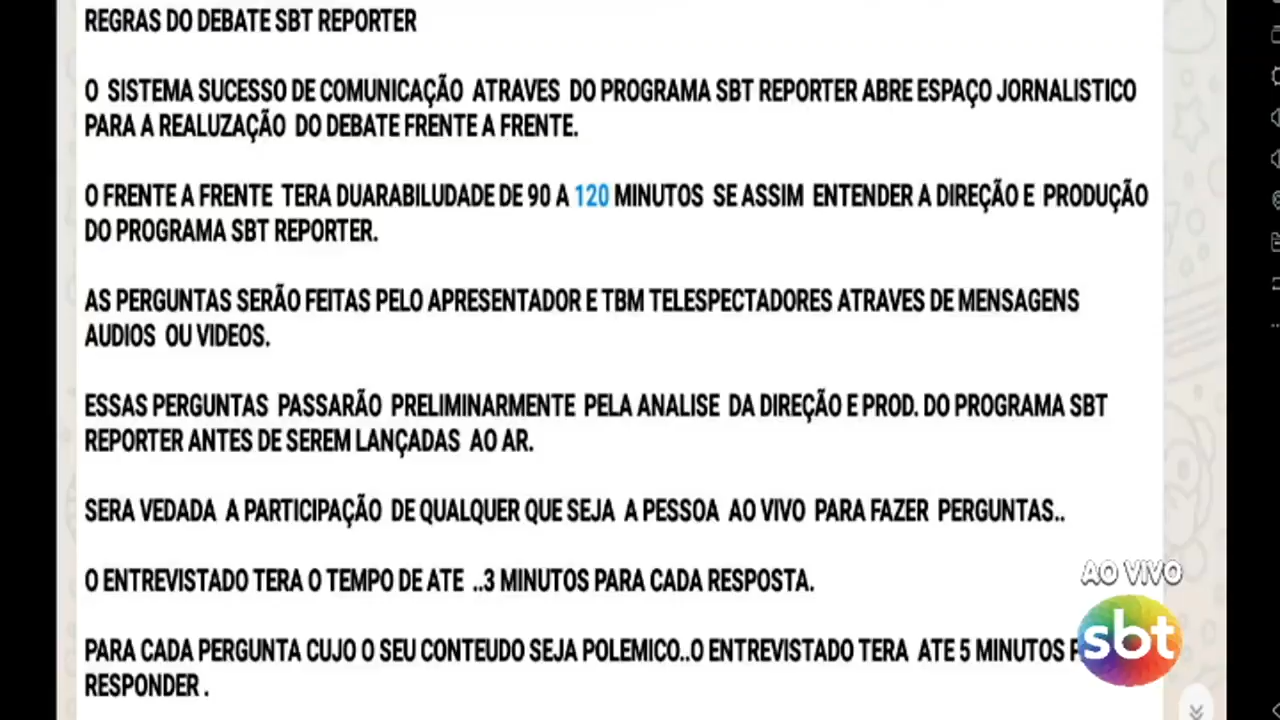 REGRAS DO DEBATE SBT REPORTER
O SISTEMA SUCESSO DE COMUNICAÇÃO ATRAVES DO PROGRAMA SBT REPORTER ABRE ESPAÇO JORNALISTICO
PARA A REALUZAÇÃO DO DEBATE FRENTE A FRENTE.
O FRENTE A FRENTE TERA DUARABILUDADE DE 90 A 120 MINUTOS SE ASSIM ENTENDER A DIREÇÃO E PRODUÇÃO
DO PROGRAMA SBT REPORTER.
AS PERGUNTAS SERÃO FEITAS PELO APRESENTADOR E TBM TELESPECTADORES ATRAVES DE MENSAGENS
AUDIOS OU VIDEOS.
ESSAS PERGUNTAS PASSARÃO PRELIMINARMENTE PELA ANALISE DA DIREÇÃO E PROD. DO PROGRAMA SBT
REPORTER ANTES DE SEREM LANÇADAS AO AR.
SERA VEDADA A PARTICIPAÇÃO DE QUALQUER QUE SEJA A PESSOA AO VIVO PARA FAZER PERGUNTAS..
O ENTREVISTADO TERA O TEMPO DE ATE ..3 MINUTOS PARA CADA RESPOSTA.
PARA CADA PERGUNTA CUJO O SEU CONTEUDO SEJA POLEMICO..O ENTREVISTADO TERA ATE 5 MINUTOS
RESPONDER .
AO VIVO
sbt